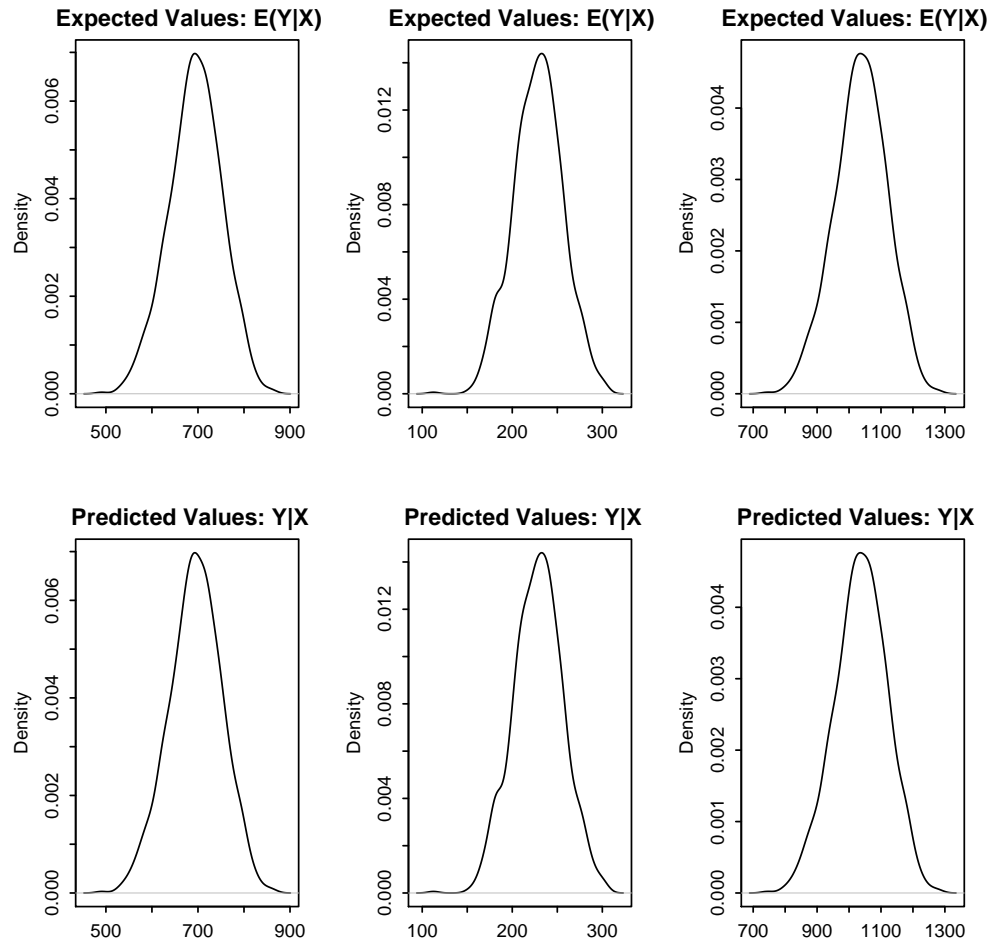 Expected Values: E(Y|X)
Density
0.000 0.002 0.004 0.006
500 700 900
Expected Values: E(Y|X)
Density
0.000 0.004 0.008 0.012
100 200 300
Expected Values: E(Y|X)
Density
0.000 0.001 0.002 0.003 0.004
700 900 1100 1300
Predicted Values: Y|X
Density
0.000 0.002 0.004 0.006
500 700 900
Predicted Values: Y|X
Density
0.000 0.004 0.008 0.012
100 200 300
Predicted Values: Y|X
Density
0.000 0.001 0.002 0.003 0.004
700 900 1100 1300